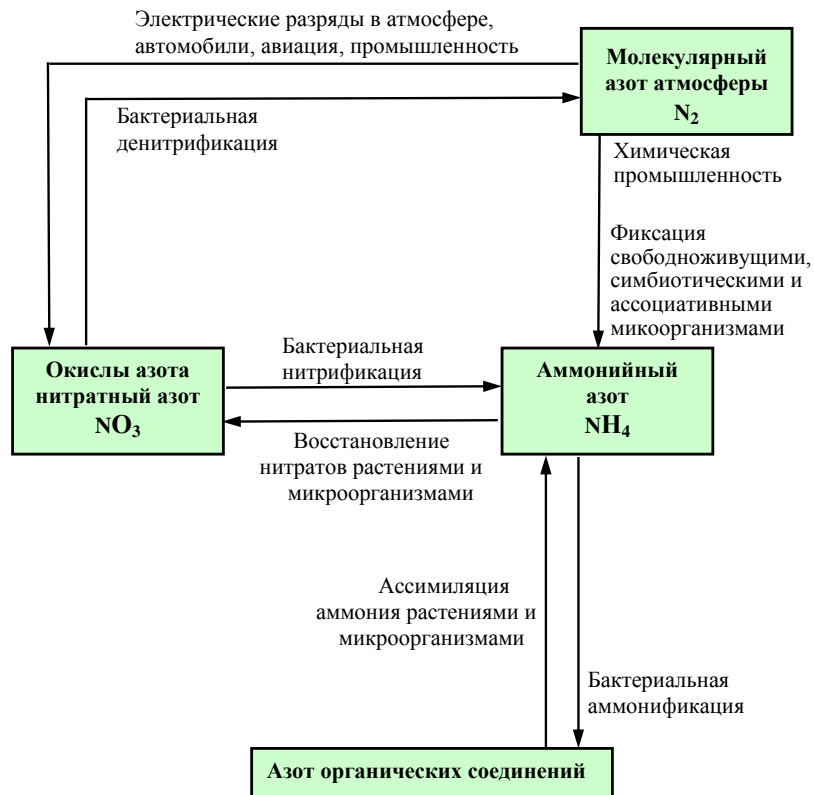 Электрические разряды в атмосфере,
автомобили, авиация, промышленность
Молекулярный
азот атмосферы
N2
Бактериальная
денитрификация
Химическая
промышленность
Фиксация
свободноживущими,
симбиотическими и
ассоциативными
микоорганизмами
Окислы азота
нитратный азот
NO3
Бактериальная
нитрификация
Аммонийный
азот
NH4
Восстановление
нитратов растениями и
микроорганизмами
Ассимиляция
аммония растениями и
микроорганизмами
Бактериальная
аммонификация
Азот органических соединений